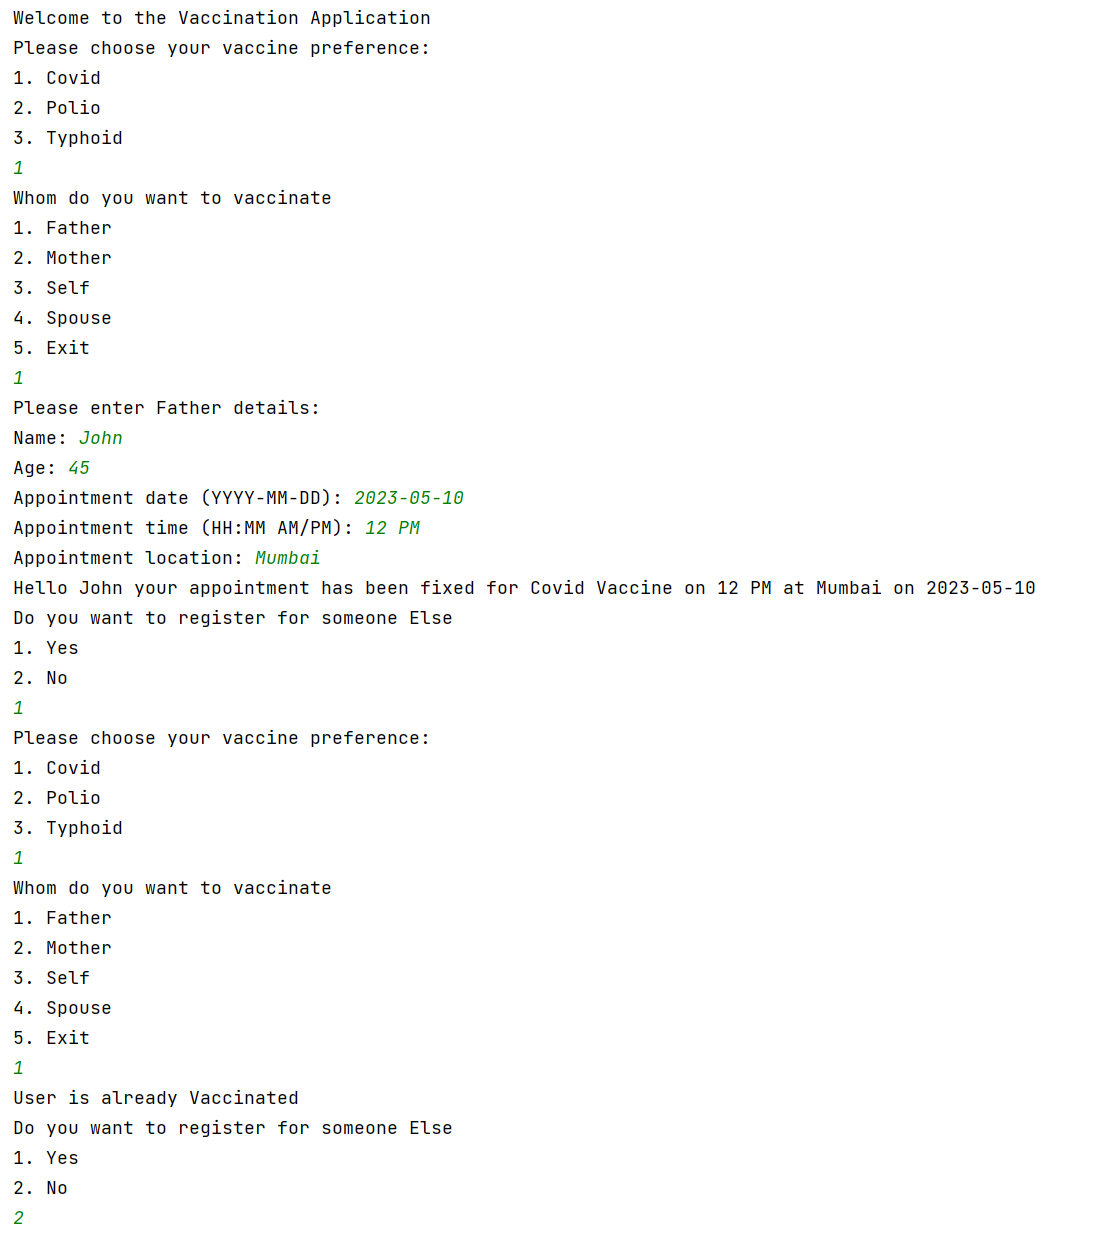 Welcome to the Vaccination Application
Please choose your vaccine preference:
1. Covid
2. Polio
3. Typhoid
1
Whom do you want to vaccinate
1. Father
2. Mother
3. Self
4. Spouse
5. Exit
1
Please enter Father details:
Name: John
Age: 45
Appointment date (YYYY-MM-DD): 2023-05-10
Appointment time (HH:MM AM/PM): 12 PM
Appointment location: Mumbai
Hello John your appointment has been fixed for Covid Vaccine on 12 PM at Mumbai on 2023-05-10
Do you want to register for someone Else
1. Yes
2. No
1
Please choose your vaccine preference:
1. Covid
2. Polio
3. Typhoid
1
Whom do you want to vaccinate
1. Father
2. Mother
3. Self
4. Spouse
5. Exit
1
User is already Vaccinated
Do you want to register for someone Else
1. Yes
2. No
2